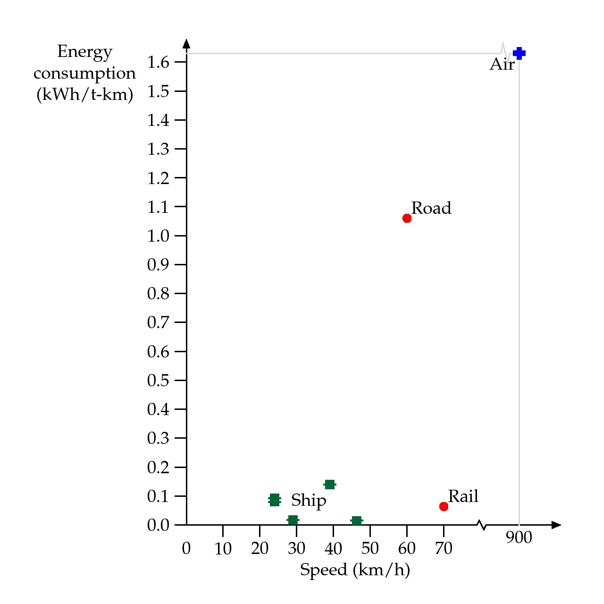 Energy
consumption
(kWh/t-km)
1.6
1.5
1.4
1.3
1.2
1.1
1.0
0.9
0.8
0.7
0.6
0.5
0.4
0.3
0.2
0.1
0.0
Air
Road
Ship
Rail
0 10 20 30 40 50 60 70 900
Speed (km/h)